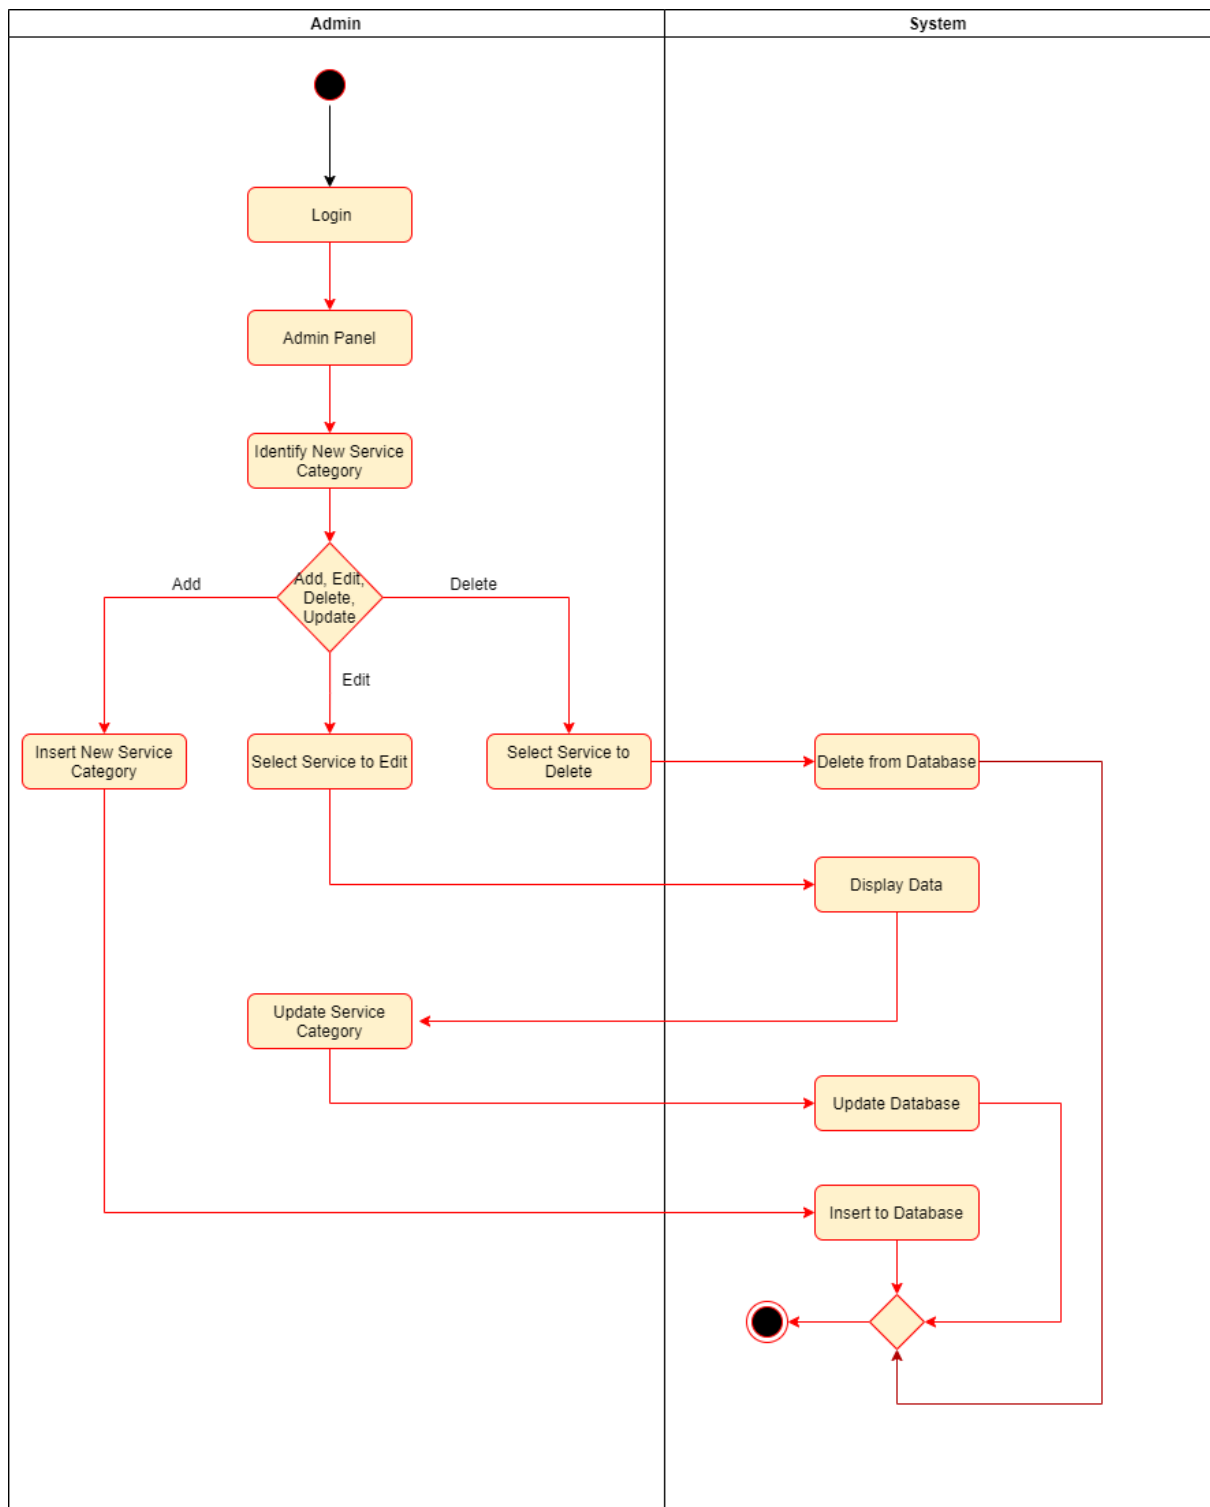 Admin
System
Login
Admin Panel
Identify New Service
Category
Add
Add, Edit,
Delete,
Update
Delete
Edit
Insert New Service
Category
Select Service to Edit
Select Service to
Delete
Delete from Database
Display Data
Update Service
Category
Update Database
Insert to Database